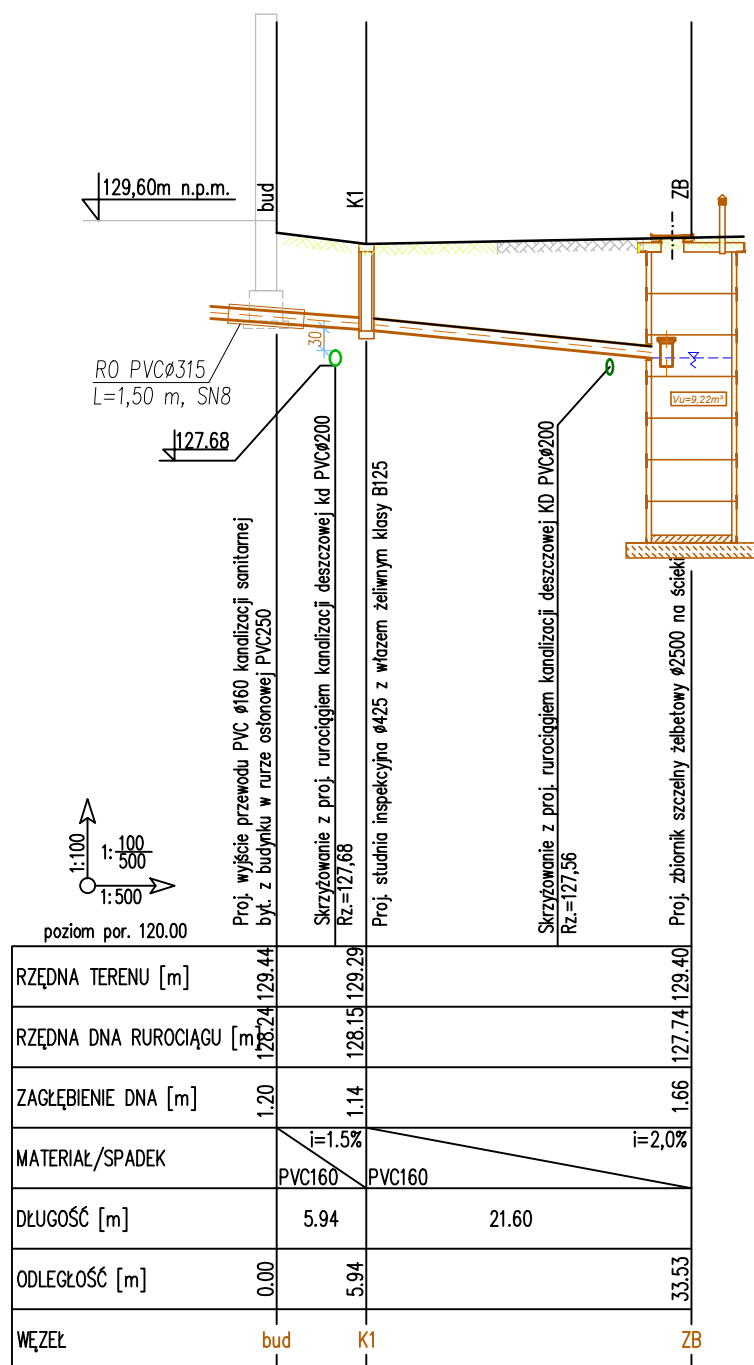 129,60m n.p.m.
bud
K1
ZB
RO PVCø315
L=1,50 m, SN8
30
127.68
Vu=9,22m³
Proj. wyjście przewodu PVC ø160 kanalizacji sanitarnej
byt. z budynku w rurze osłonowej PVC250
Skrzyżowanie z proj. rurociągiem kanalizacji deszczowej kd PVCø200
Rz.=127,68
Proj. studnia inspekcyjna ø425 z włazem żeliwnym klasy B125
Skrzyżowanie z proj. rurociągiem kanalizacji deszczowej KD PVCø200
Rz.=127,56
Proj. zbiornik szczelny żelbetowy ø2500 na ścieki
1:100
1: 100/500
1:500
poziom por. 120.00
RZĘDNA TERENU [m] 129.44 129.29 129.40
RZĘDNA DNA RUROCIĄGU [m] 128.24 128.15 127.74
ZAGŁĘBIENIE DNA [m] 1.20 1.14 1.66
MATERIAŁ/SPADEK i=1.5% PVC160 i=2,0% PVC160
DŁUGOŚĆ [m] 5.94 21.60
ODLEGŁOŚĆ [m] 0.00 5.94 33.53
WĘZEŁ bud K1 ZB